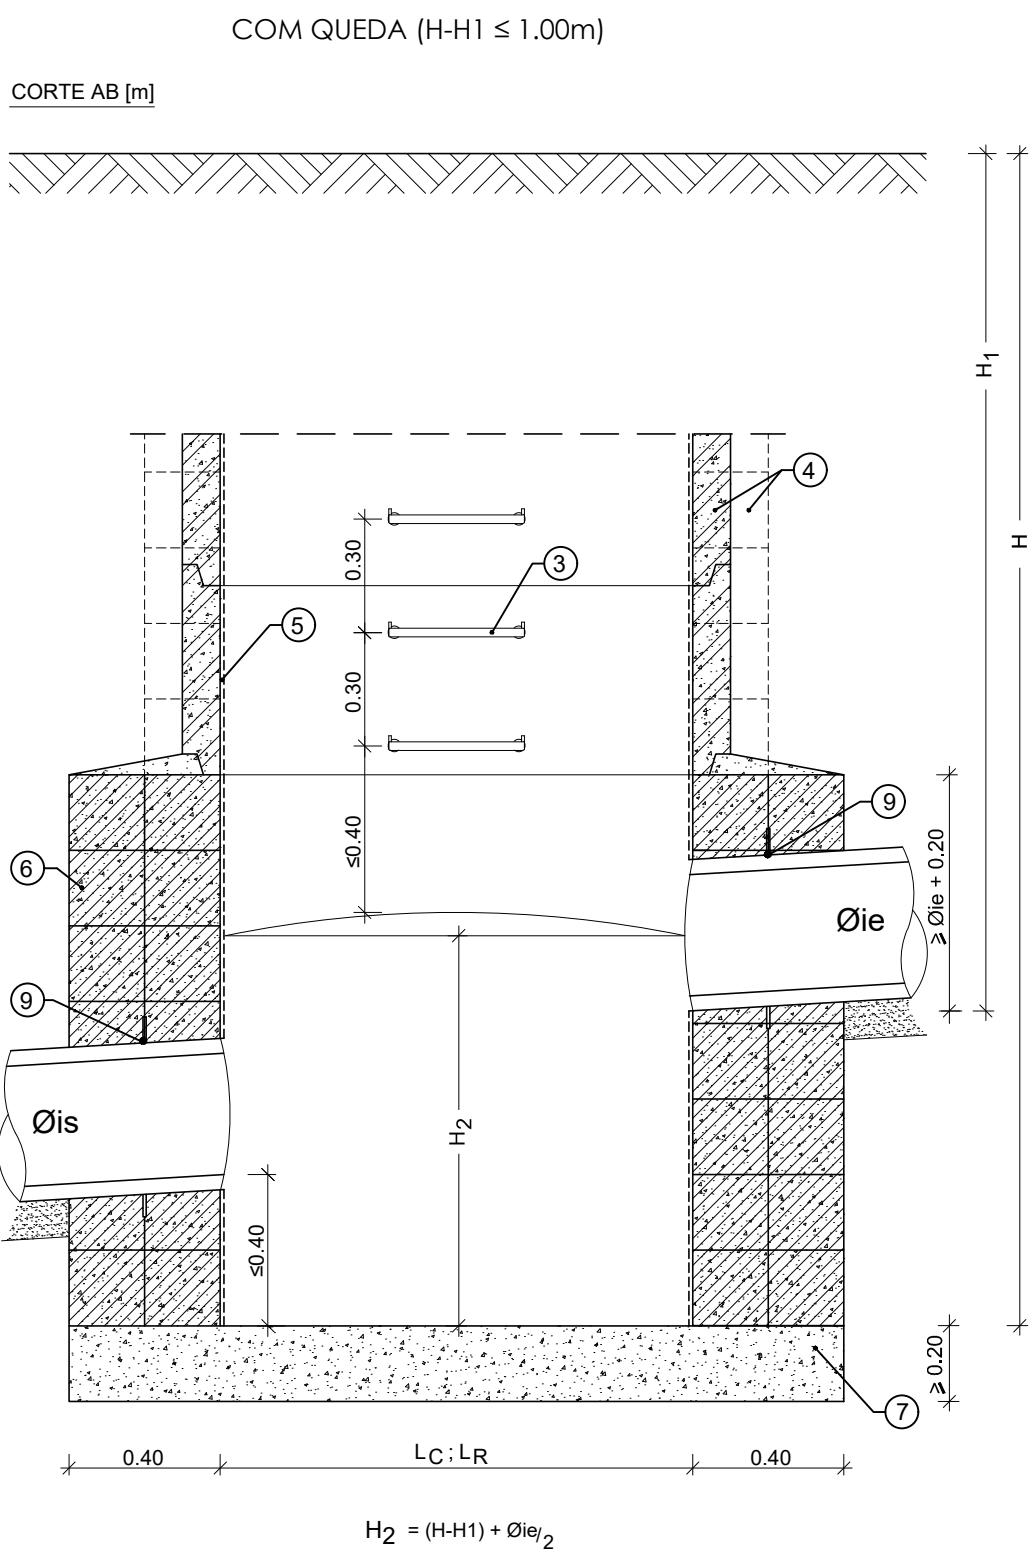 COM QUEDA (H-H1 ≤ 1.00m)
CORTE AB [m]
H1
H
4
0.30
3
5
0.30
9
≤0.40
≥ Øie + 0.20
6
Øie
9
Øis
H2
≤0.40
≥ 0.20
7
0.40
LC ; LR
0.40
H2 = (H-H1) + Øie/2